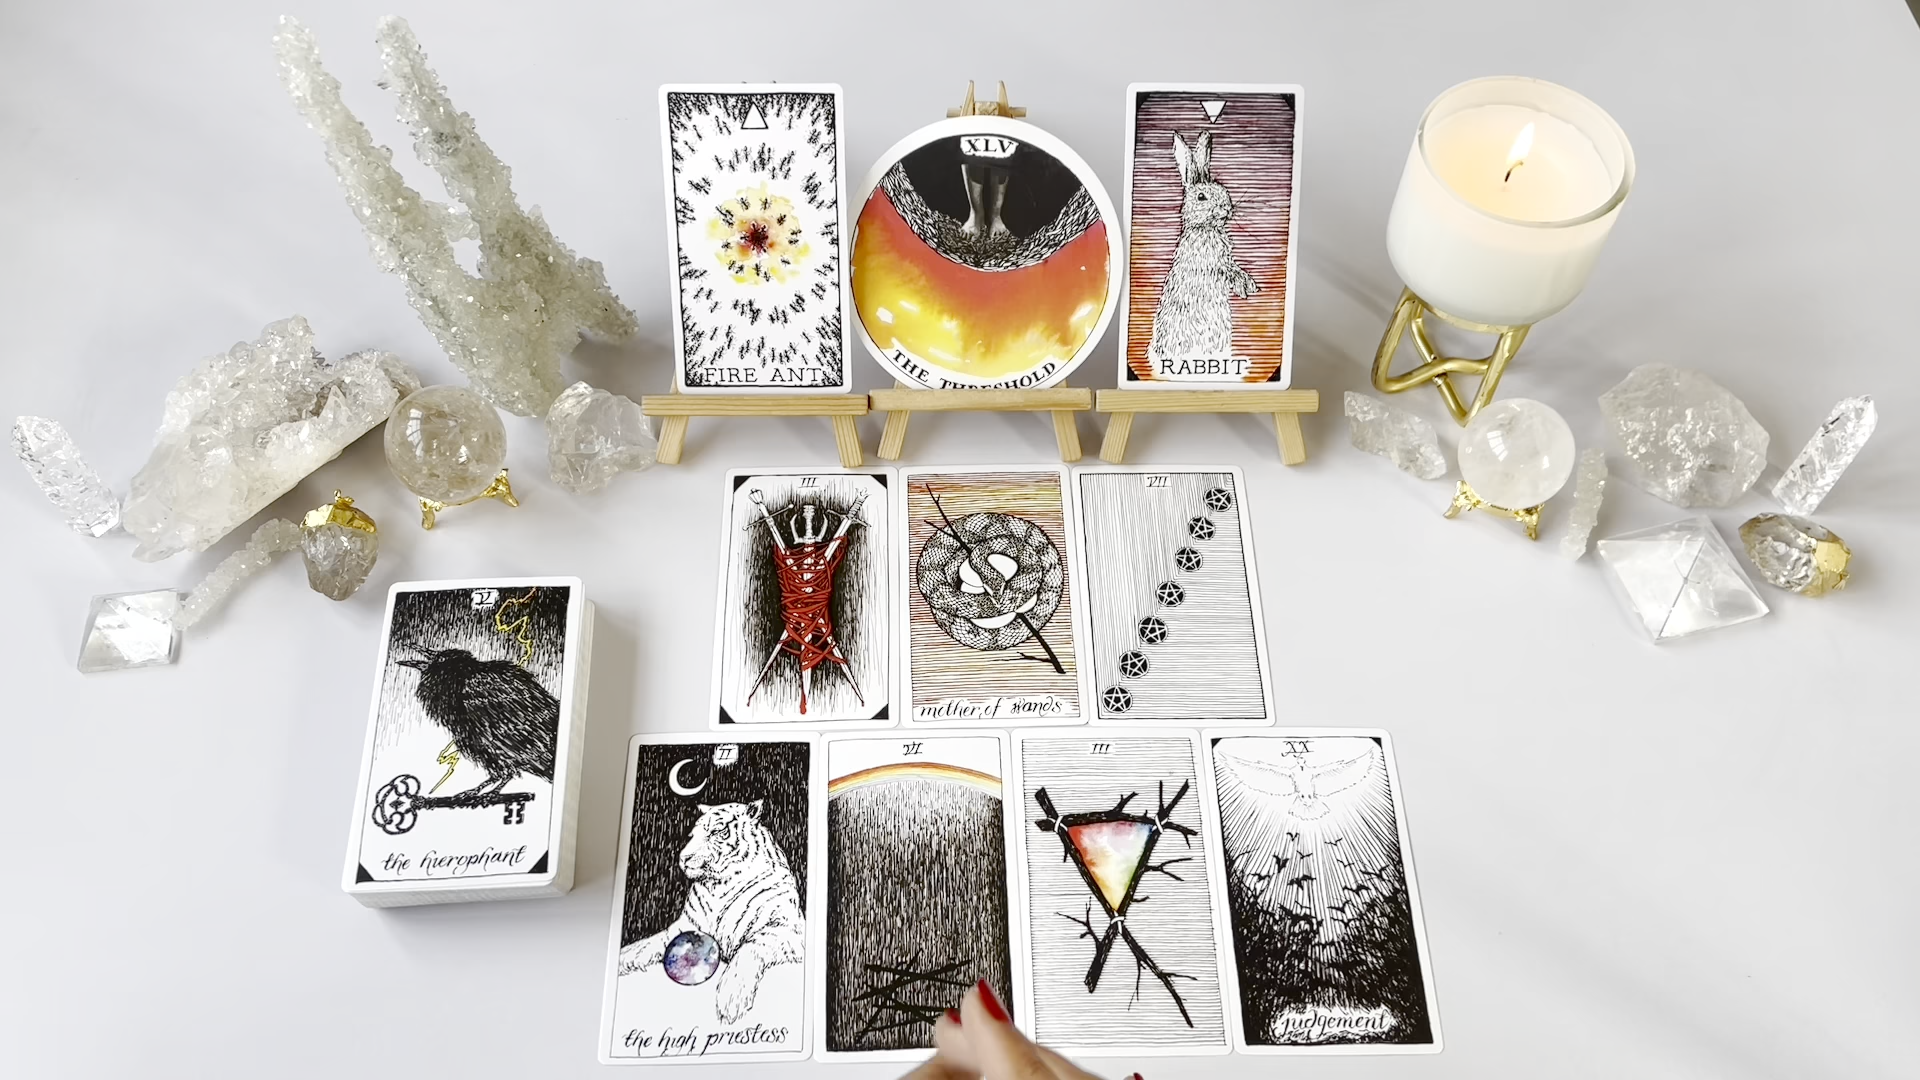 FIRE ANT
XLV
THE THRESHOLD
RABBIT
III
mother of wands
VII
V
the hierophant
II
the high priestess
VI
III
XX
judgement